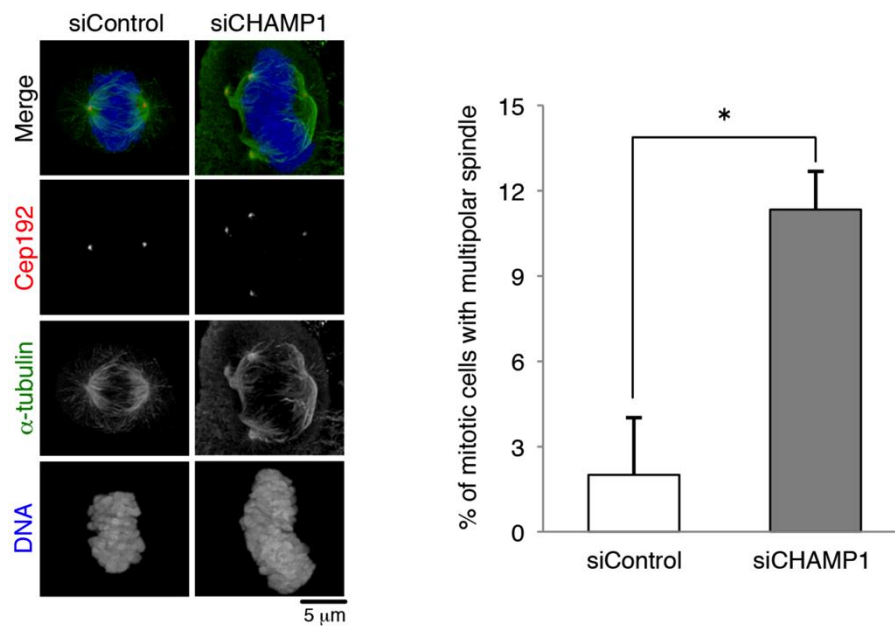 siControl siCHAMP1
Merge
Cep192
α-tubulin
DNA
5 μm
% of mitotic cells with multipolar spindle
15
12
9
6
3
0
*
siControl siCHAMP1